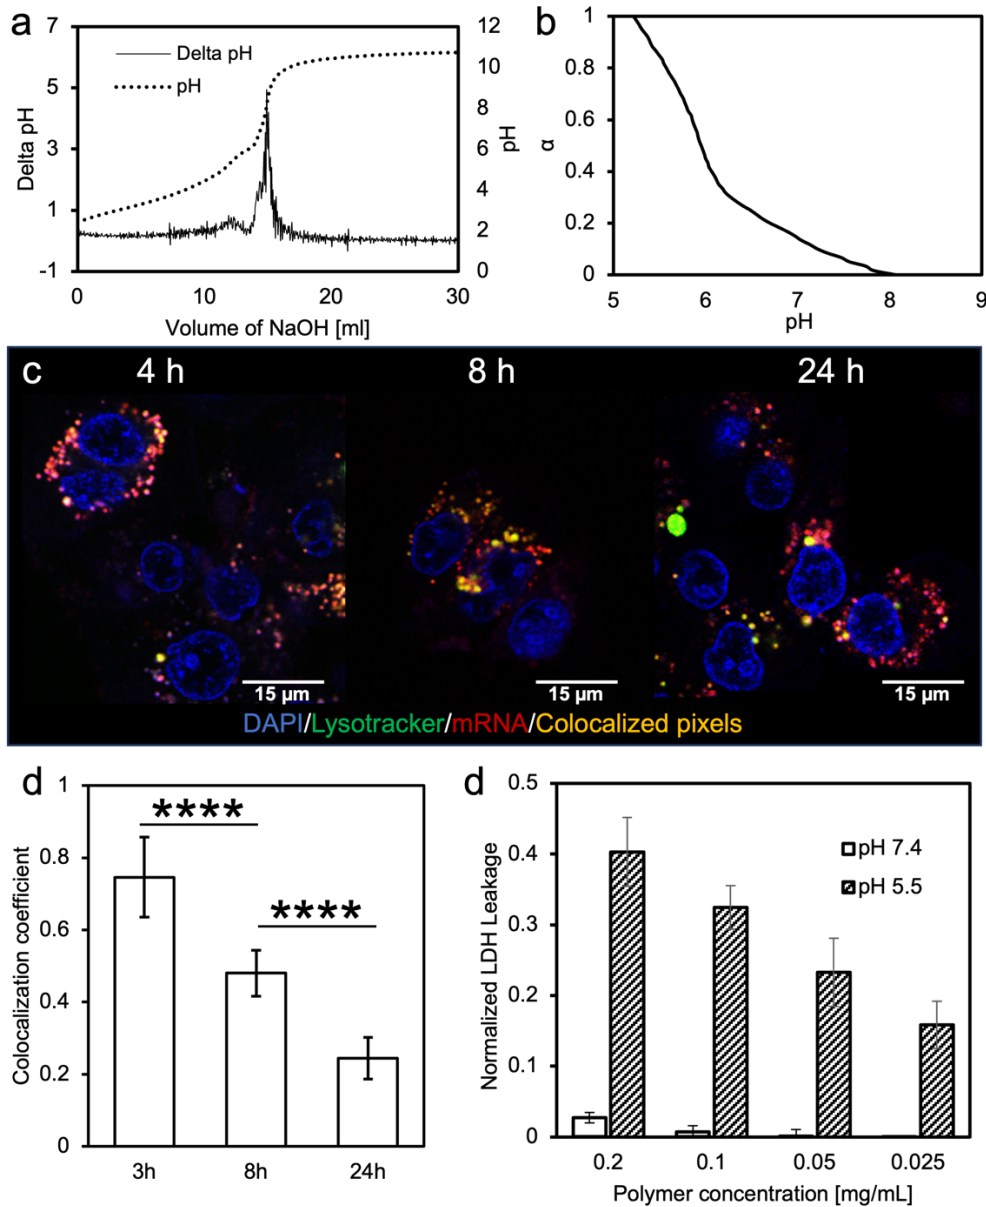 a
7
5
3
1
-1
Delta pH
Delta pH
pH
12
10
8
6
4
2
0
pH
0 10 20 30
Volume of NaOH [ml]
b
1
0.8
0.6
0.4
0.2
0
α
5 6 7 8 9
pH
c 4 h 8 h 24 h
15 µm 15 µm 15 µm
DAPI/Lysotracker/mRNA/Colocalized pixels
d
1
0.8
0.6
0.4
0.2
0
Colocalization coefficient
****
****
3h 8h 24h
d
0.5
0.4
0.3
0.2
0.1
0
Normalized LDH Leakage
pH 7.4
pH 5.5
0.2 0.1 0.05 0.025
Polymer concentration [mg/mL]